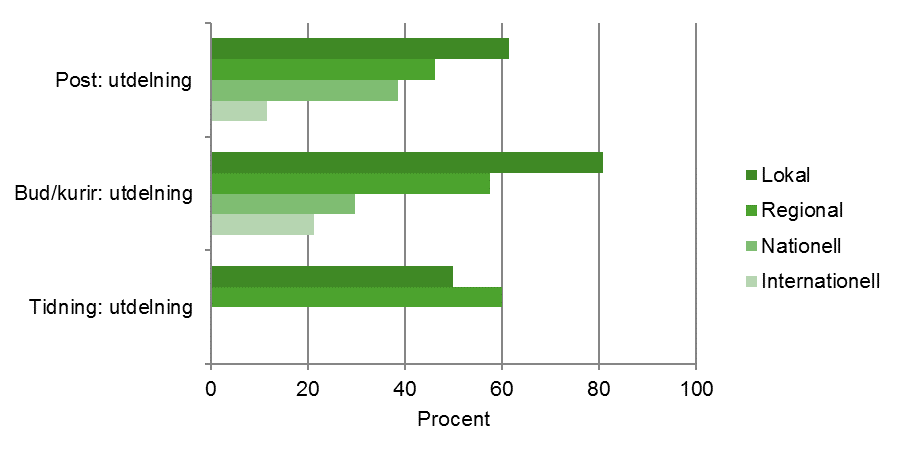 Post: utdelning
Bud/kurir: utdelning
Tidning: utdelning
0 20 40 60 80 100
Procent
Lokal
Regional
Nationell
Internationell